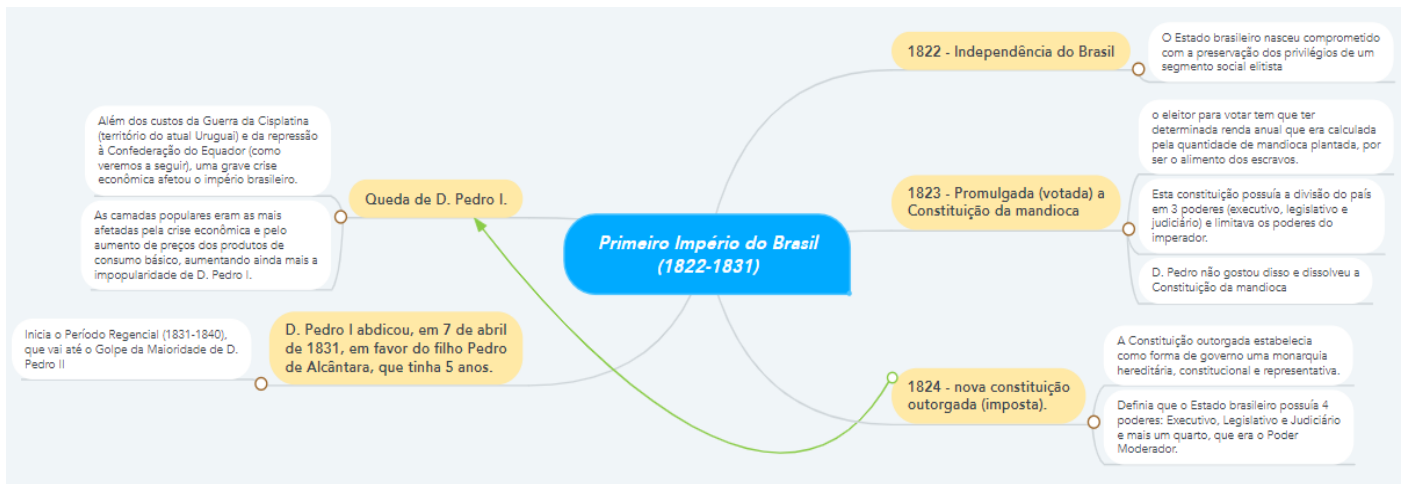 Primeiro Império do Brasil
(1822-1831)
1822 - Independência do Brasil
O Estado brasileiro nasceu comprometido
com a preservação dos privilégios de um
segmento social elitista
1823 - Promulgada (votada) a
Constituição da mandioca
o eleitor para votar tem que ter
determinada renda anual que era calculada
pela quantidade de mandioca plantada, por
ser o alimento dos escravos.
Esta constituição possuía a divisão do país
em 3 poderes (executivo, legislativo e
judiciário) e limitava os poderes do
imperador.
D. Pedro não gostou disso e dissolveu a
Constituição da mandioca
1824 - nova constituição
outorgada (imposta).
A Constituição outorgada estabelecia
como forma de governo uma monarquia
hereditária, constitucional e representativa.
Definia que o Estado brasileiro possuía 4
poderes: Executivo, Legislativo e Judiciário
e mais um quarto, que era o Poder
Moderador.
Queda de D. Pedro I.
Além dos custos da Guerra da Cisplatina
(território do atual Uruguai) e da repressão
à Confederação do Equador (como
veremos a seguir), uma grave crise
econômica afetou o império brasileiro.
As camadas populares eram as mais
afetadas pela crise econômica e pelo
aumento de preços dos produtos de
consumo básico, aumentando ainda mais a
impopularidade de D. Pedro I.
D. Pedro I abdicou, em 7 de abril
de 1831, em favor do filho Pedro
de Alcântara, que tinha 5 anos.
Inicia o Período Regencial (1831-1840),
que vai até o Golpe da Maioridade de D.
Pedro II